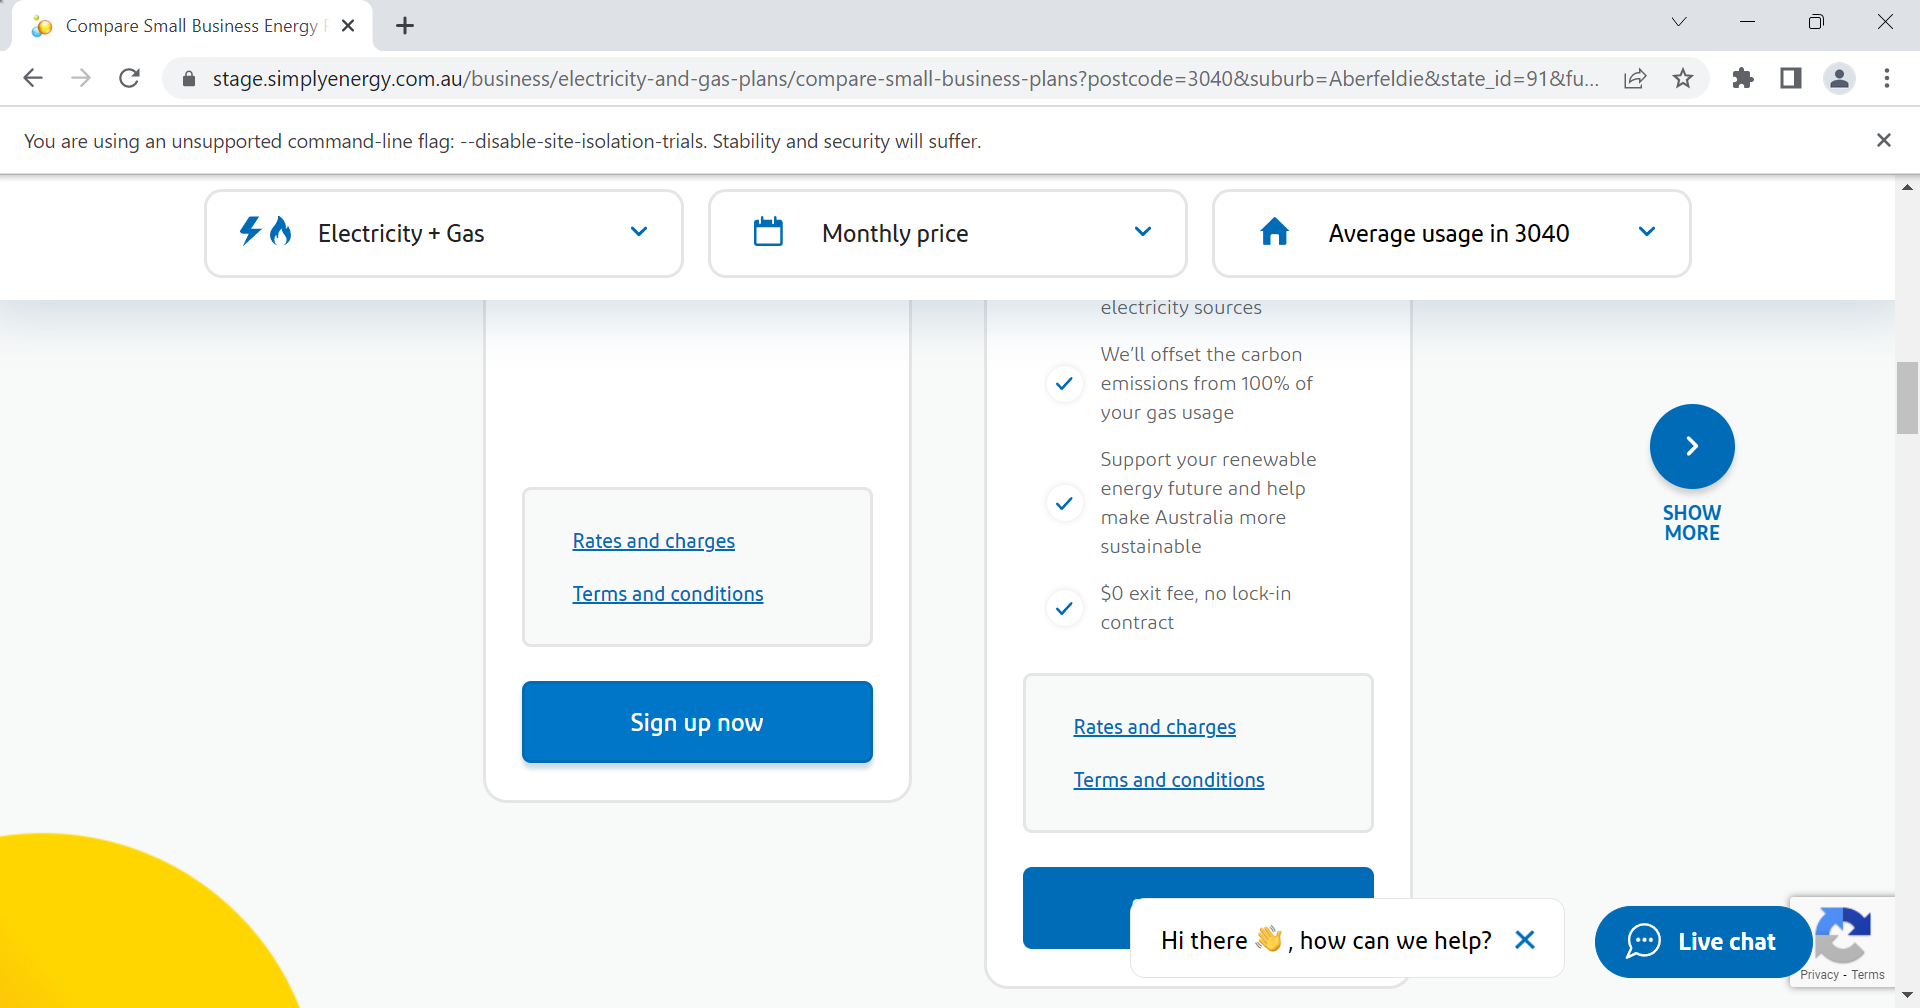 Compare Small Business Energy
stage.simplyenergy.com.au/business/electricity-and-gas-plans/compare-small-business-plans?postcode=3040&suburb=Aberfeldie&state_id=91&fu...
You are using an unsupported command-line flag: --disable-site-isolation-trials. Stability and security will suffer.
Electricity + Gas
Monthly price
Average usage in 3040
electricity sources
We’ll offset the carbon
emissions from 100% of
your gas usage
Support your renewable
energy future and help
make Australia more
sustainable
$0 exit fee, no lock-in
contract
Rates and charges
Terms and conditions
Sign up now
Rates and charges
Terms and conditions
SHOW
MORE
Hi there 👋 , how can we help?
Live chat
Privacy - Terms